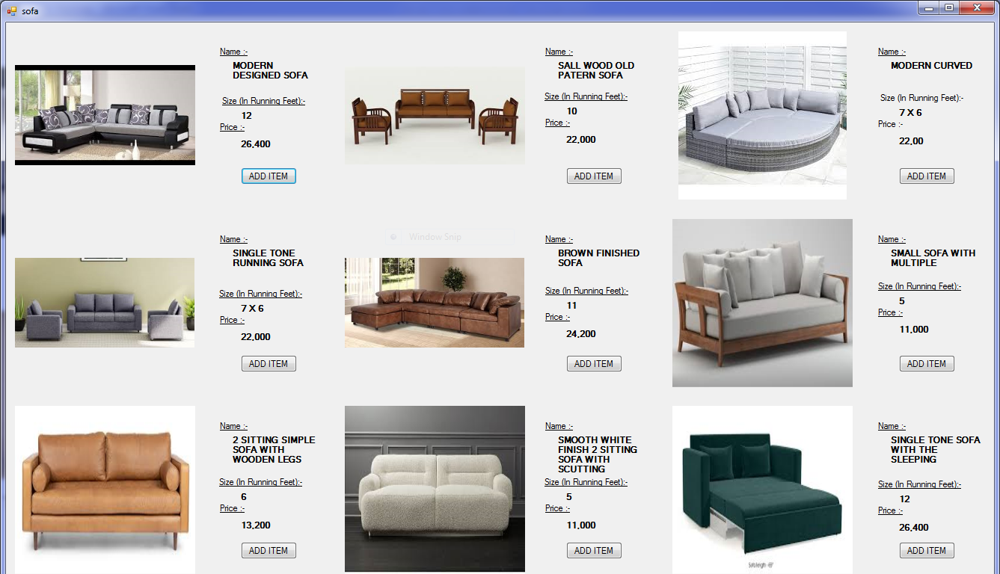 sofa
Name :-
MODERN
DESIGNED SOFA
Size (In Running Feet):-
12
Price :-
26,400
ADD ITEM
Name :-
SALL WOOD OLD
PATERN SOFA
Size (In Running Feet):-
10
Price :-
22,000
ADD ITEM
Name :-
MODERN CURVED
Size (In Running Feet):-
7 X 6
Price :-
22,00
ADD ITEM
Window Snip
Name :-
SINGLE TONE
RUNNING SOFA
Size (In Running Feet):-
7 X 6
Price :-
22,000
ADD ITEM
Name :-
BROWN FINISHED
SOFA
Size (In Running Feet):-
11
Price :-
24,200
ADD ITEM
Name :-
SMALL SOFA WITH
MULTIPLE
Size (In Running Feet):-
5
Price :-
11,000
ADD ITEM
Name :-
2 SITTING SIMPLE
SOFA WITH
WOODEN LEGS
Size (In Running Feet):-
6
Price :-
13,200
ADD ITEM
Name :-
SMOOTH WHITE
FINISH 2 SITTING
SOFA WITH
SCUTTING
Size (In Running Feet):-
5
Price :-
11,000
ADD ITEM
Name :-
SINGLE TONE SOFA
WITH THE
SLEEPING
Size (In Running Feet):-
12
Price :-
26,400
ADD ITEM
Sofa length -